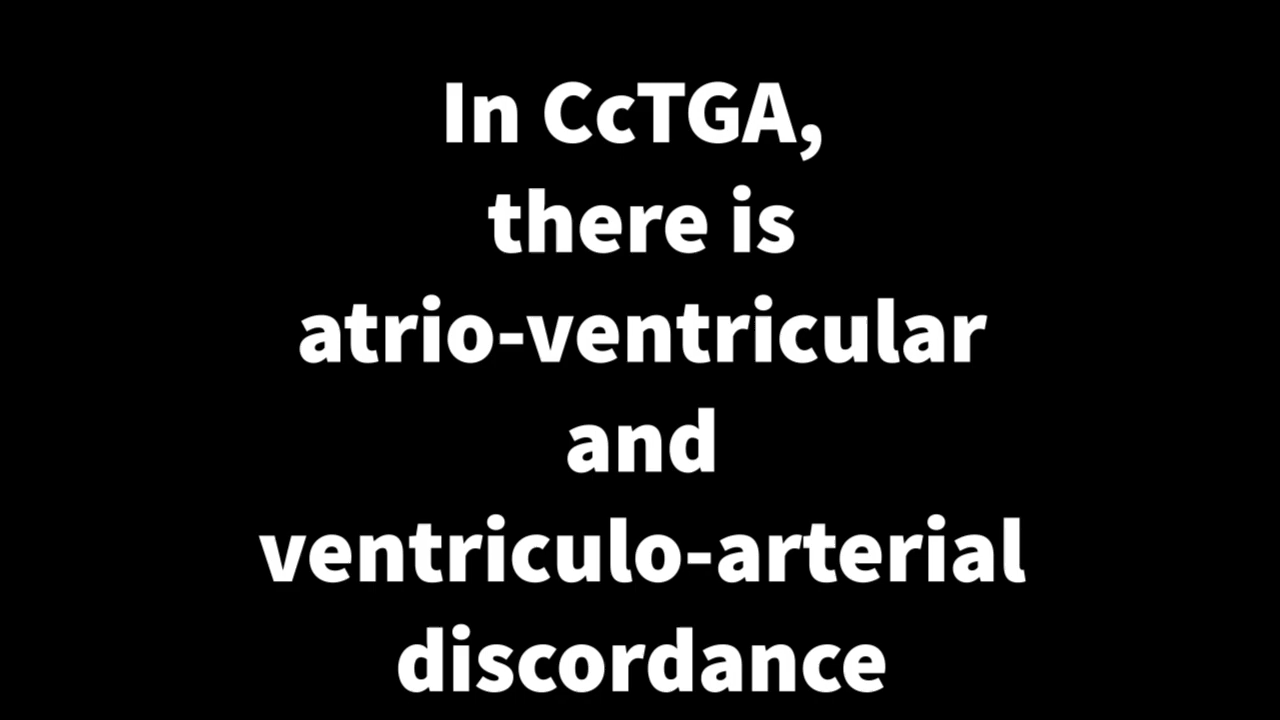 In CcTGA,
there is
atrio-ventricular
and
ventriculo-arterial
discordance